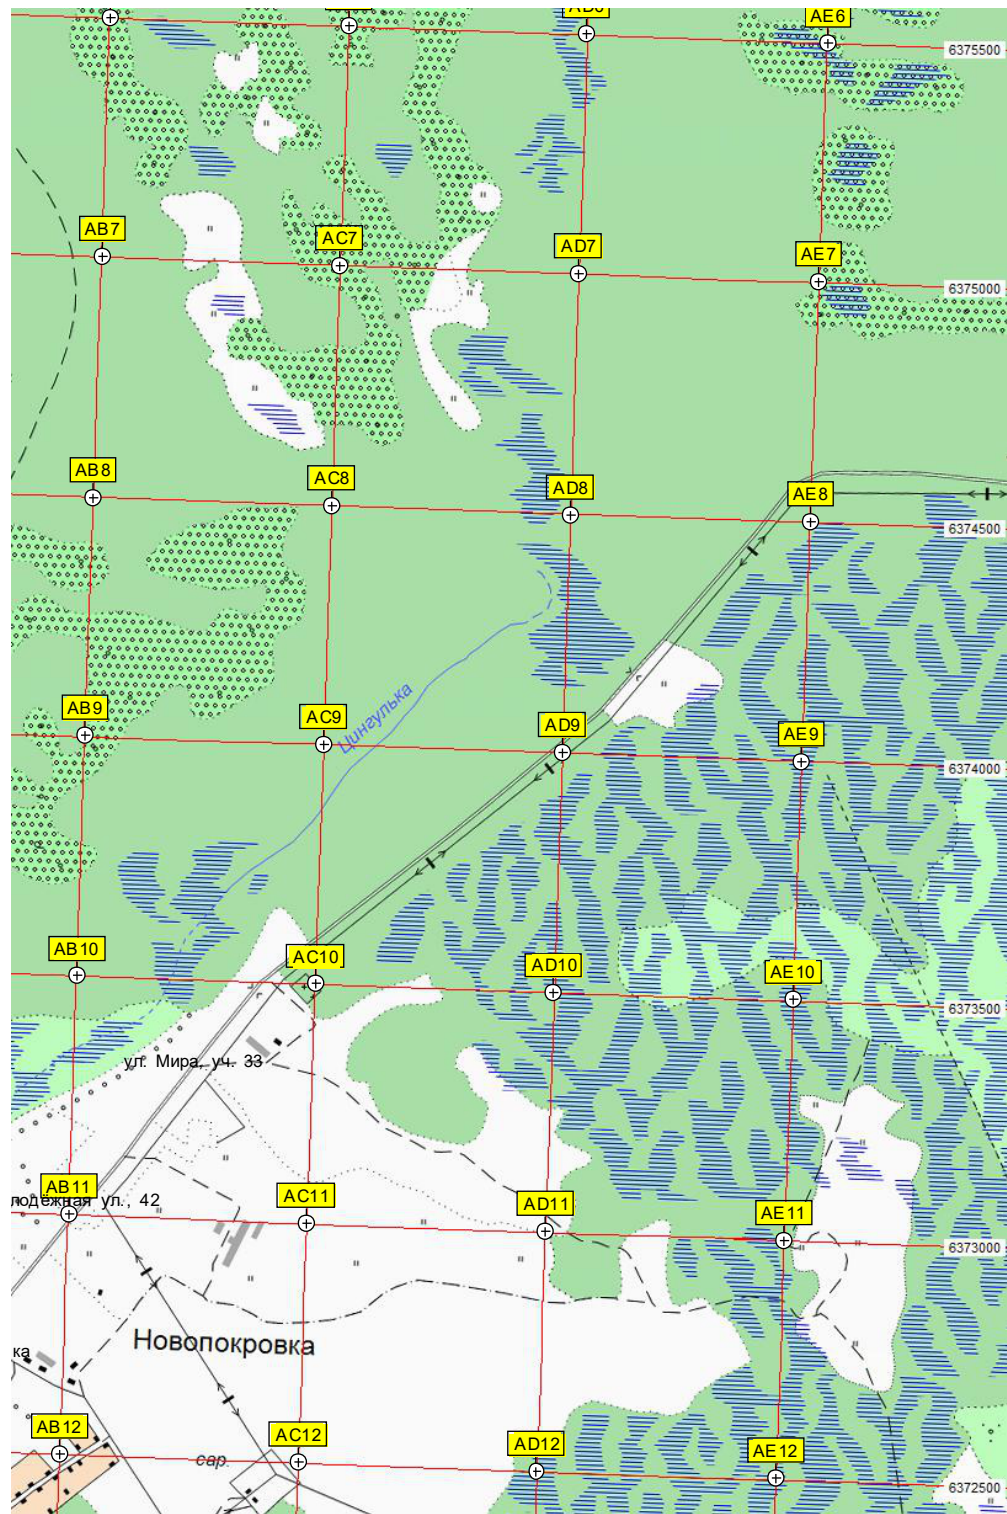 AE6
6375500
AB7
AC7
AD7
AE7
6375000
AB8
AC8
AD8
AE8
6374500
Цингулька
AB9
AC9
AD9
AE9
6374000
AB10
AC10
AD10
AE10
6373500
ул. Мира, уч. 33
AB11
лодёжная ул., 42
AC11
AD11
AE11
6373000
Новопокровка
ка
AB12
AC12
AD12
AE12
сар.
6372500